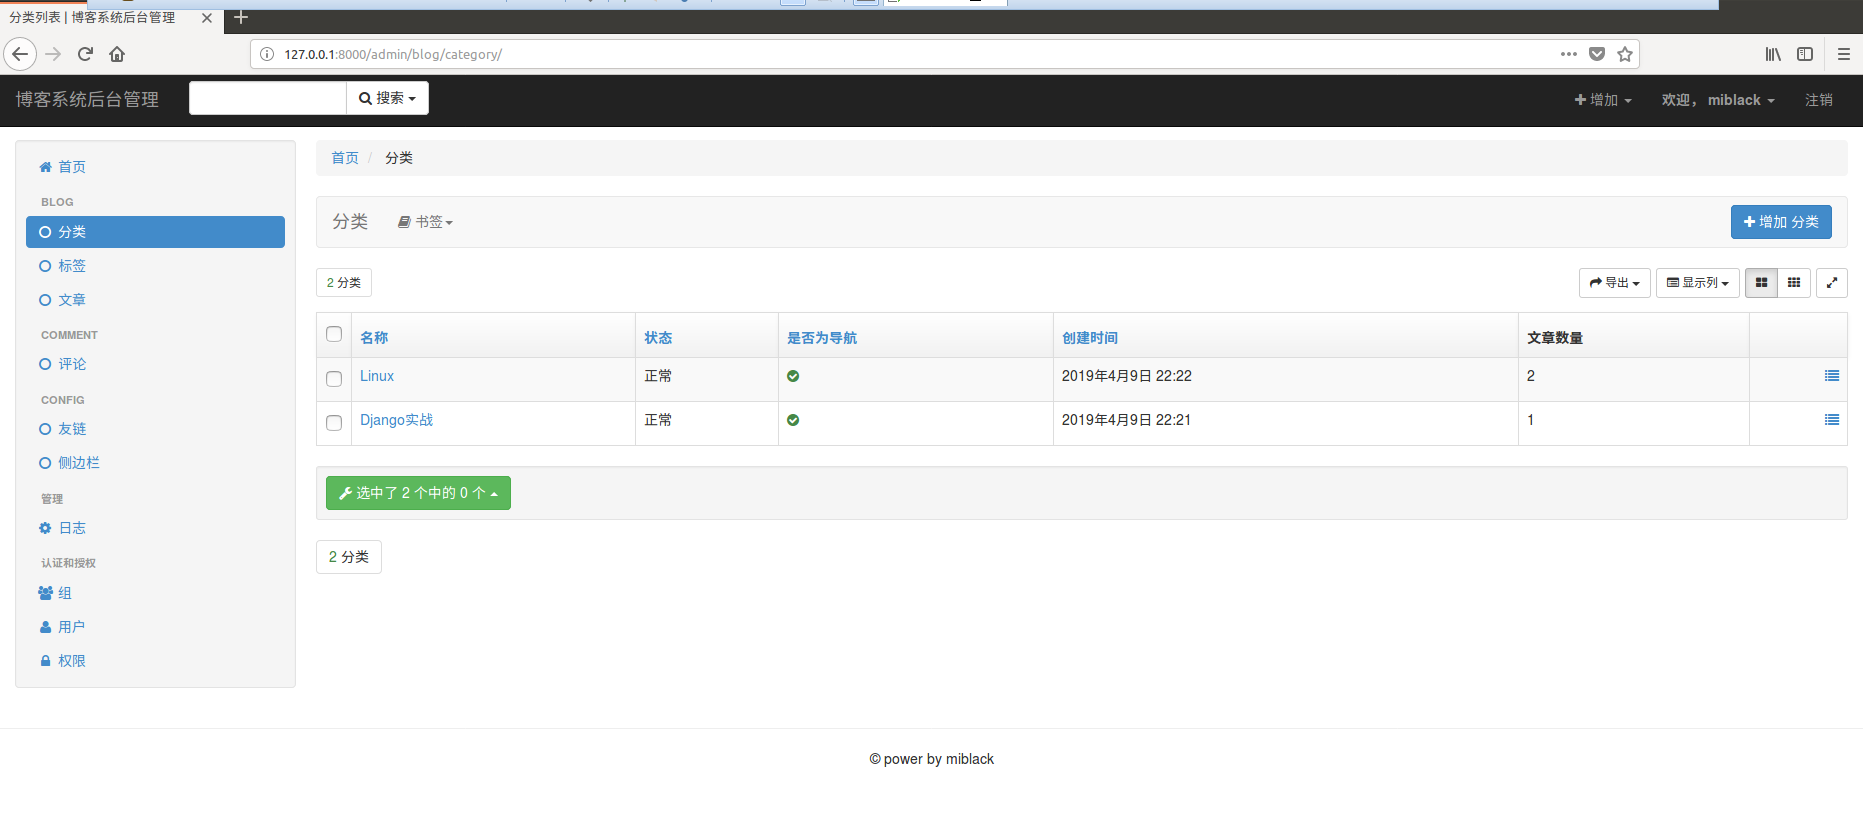 分类列表 | 博客系统后台管理
127.0.0.1:8000/admin/blog/category/
博客系统后台管理 搜索 增加 欢迎， miblack 注销
首页
BLOG
分类
标签
文章
COMMENT
评论
CONFIG
友链
侧边栏
管理
日志
认证和授权
组
用户
权限
首页 / 分类
分类 书签 增加 分类
2 分类 导出 显示列
名称 状态 是否为导航 创建时间 文章数量
Linux 正常 2019年4月9日 22:22 2
Django实战 正常 2019年4月9日 22:21 1
选中了 2 个中的 0 个
2 分类
© power by miblack